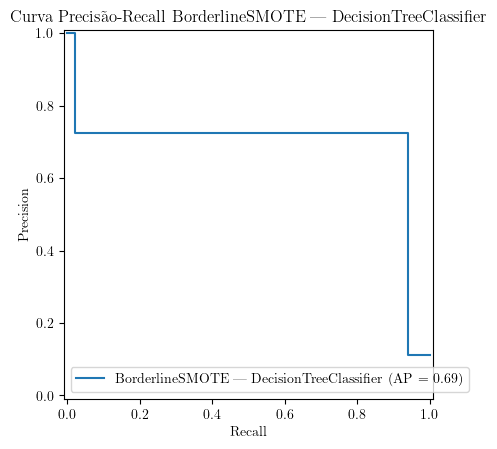 Curva Precisão-Recall BorderlineSMOTE — DecisionTreeClassifier
1.0
0.8
0.6
0.4
0.2
0.0
Precision
BorderlineSMOTE — DecisionTreeClassifier (AP = 0.69)
0.0 0.2 0.4 0.6 0.8 1.0
Recall